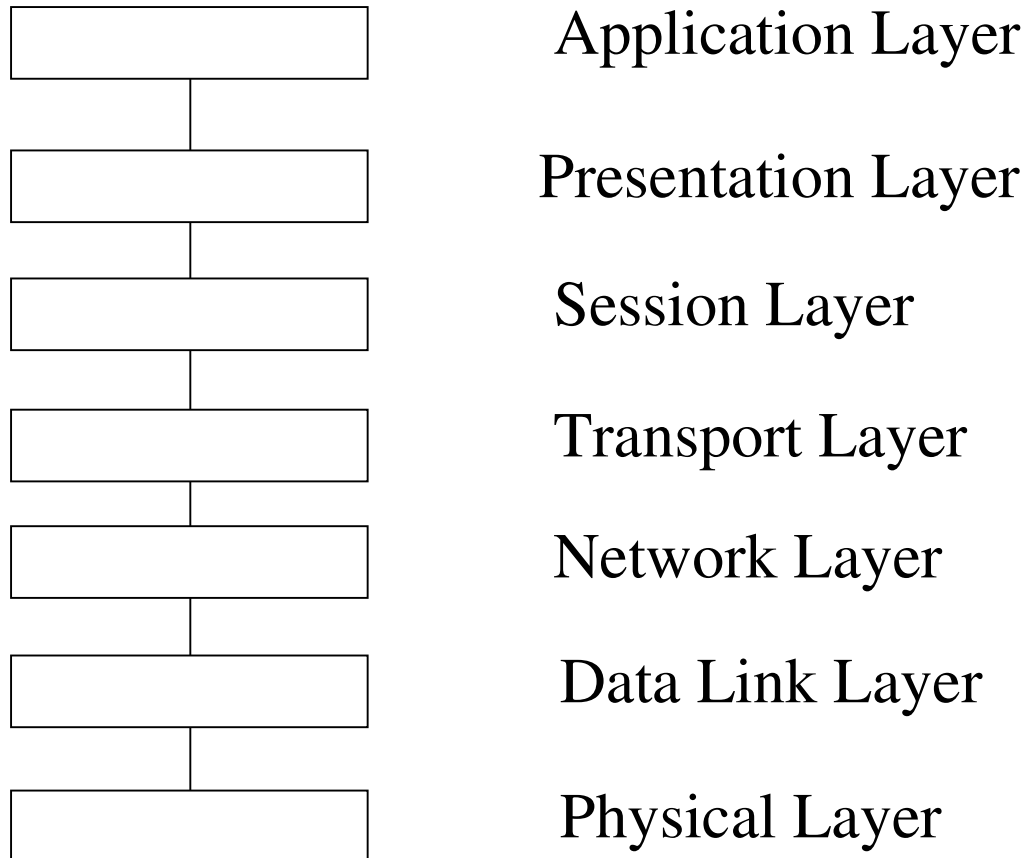 Application Layer
Presentation Layer
Session Layer
Transport Layer
Network Layer
Data Link Layer
Physical Layer